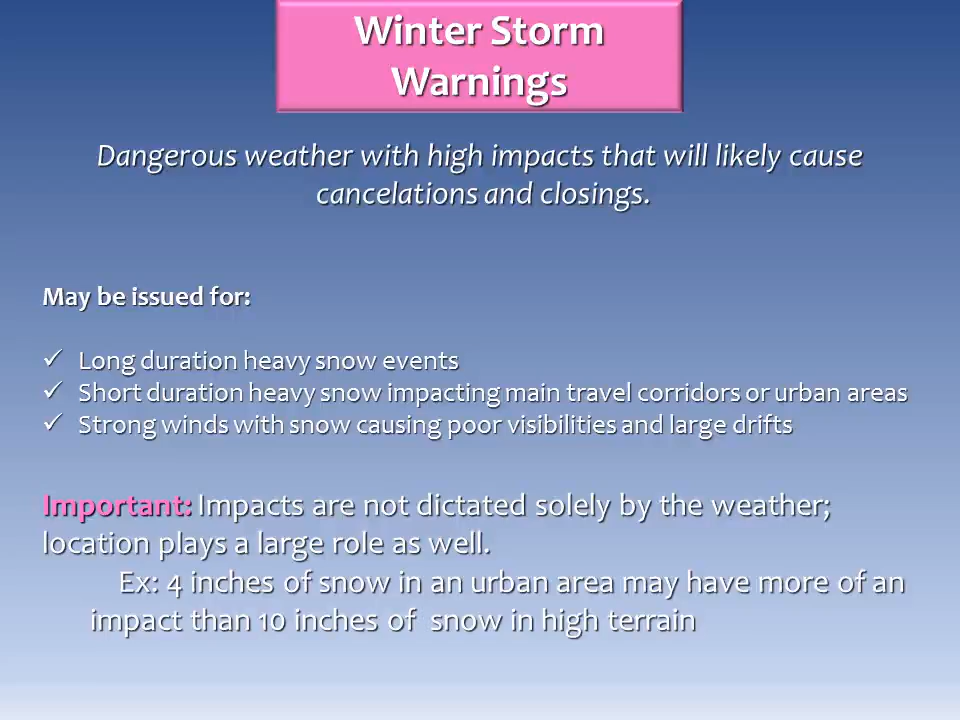 Winter Storm
Warnings
Dangerous weather with high impacts that will likely cause
cancelations and closings.
May be issued for:
✓ Long duration heavy snow events
✓ Short duration heavy snow impacting main travel corridors or urban areas
✓ Strong winds with snow causing poor visibilities and large drifts
Important: Impacts are not dictated solely by the weather;
location plays a large role as well.
Ex: 4 inches of snow in an urban area may have more of an
impact than 10 inches of  snow in high terrain